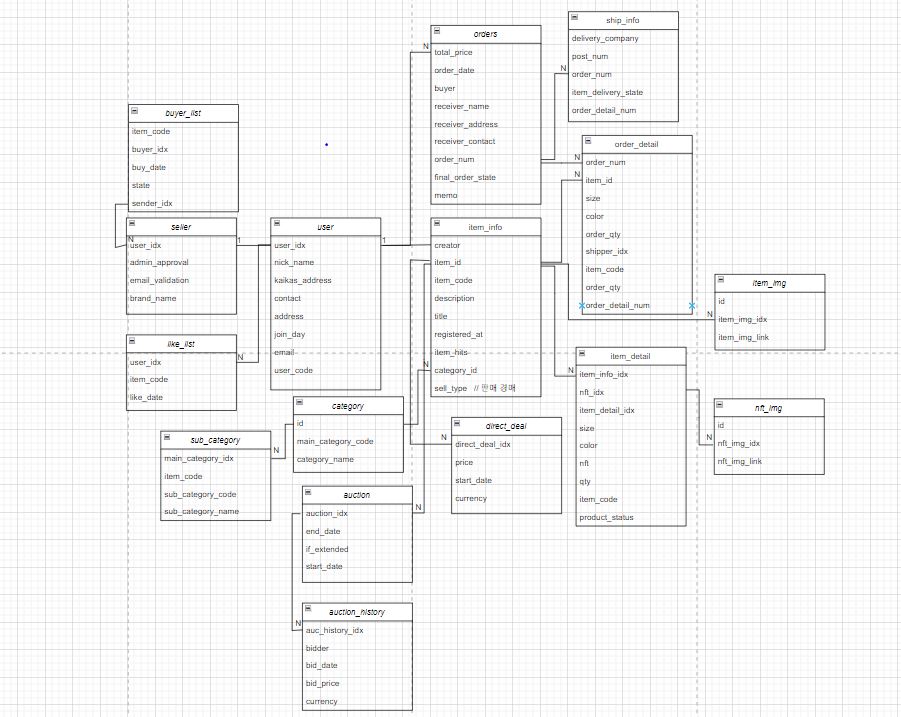 orders
N
total_price
order_date
buyer
receiver_name
receiver_address
receiver_contact
order_num
final_order_state
memo
ship_info
delivery_company
post_num
N
order_num
item_delivery_state
order_detail_num
buyer_list
item_code
buyer_idx
buy_date
state
sender_idx
order_detail
N
order_num
N
item_id
size
color
order_qty
shipper_idx
item_code
order_qty
order_detail_num
seller
N
user_idx
1
admin_approval
email_validation
brand_name
user
user_idx
1
nick_name
kaikas_address
contact
address
join_day
email
user_code
item_info
creator
item_id
item_code
description
title
registered_at
item_hits
N
category_id
sell_type // 판매 경매
item_img
id
N
item_img_idx
item_img_link
like_list
user_idx
N
item_code
like_date
item_detail
N
item_info_idx
nft_idx
item_detail_idx
size
color
nft
qty
item_code
product_status
category
id
main_category_code
category_name
nft_img
id
N
nft_img_idx
nft_img_link
direct_deal
N
direct_deal_idx
price
start_date
currency
sub_category
N
main_category_idx
item_code
sub_category_code
sub_category_name
auction
N
auction_idx
end_date
if_extended
start_date
auction_history
N
auc_history_idx
bidder
bid_date
bid_price
currency